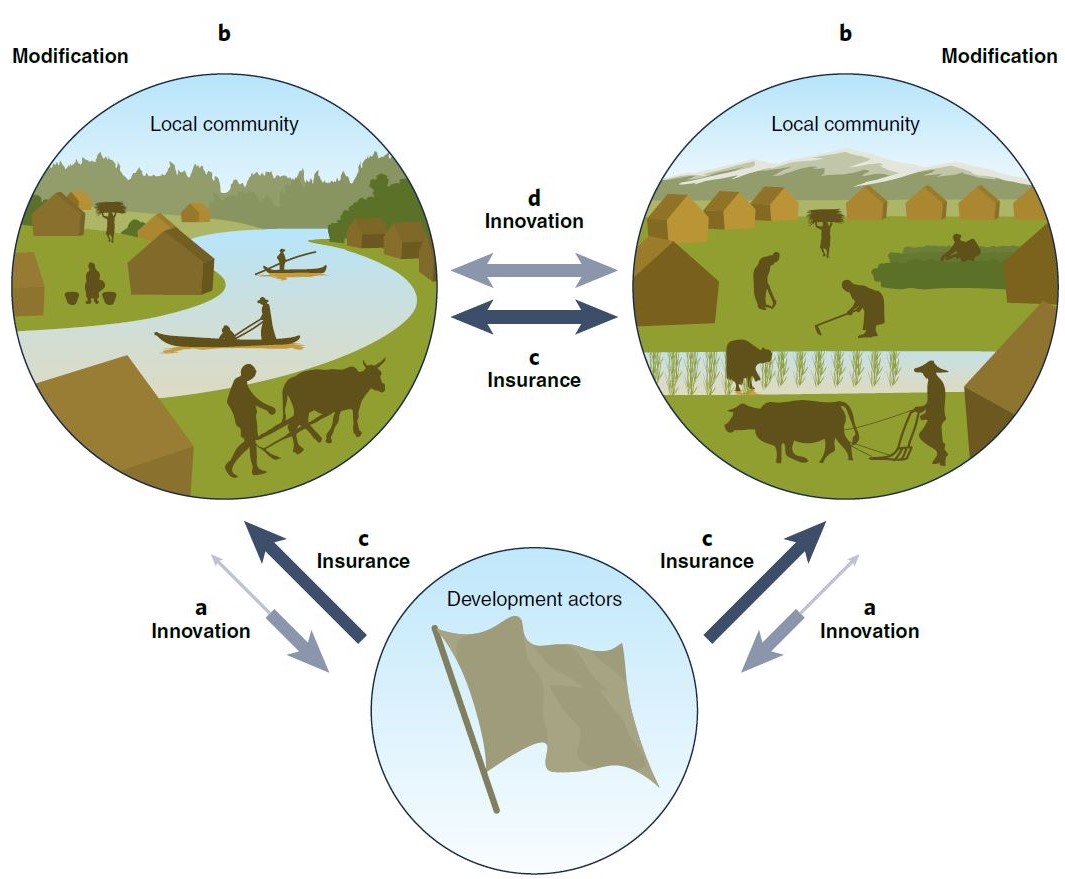 b
Modification
Local community
b
Modification
Local community
d
Innovation
c
Insurance
c
Insurance
a
Innovation
c
Insurance
a
Innovation
Development actors